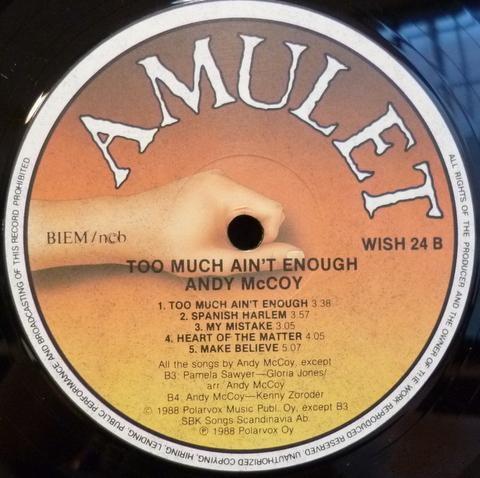 AMULET
BIEM/ncb
WISH 24 B
TOO MUCH AIN'T ENOUGH
ANDY McCOY
1. TOO MUCH AIN'T ENOUGH 3.38
2. SPANISH HARLEM 3.57
3. MY MISTAKE 3.05
4. HEART OF THE MATTER 4.05
5. MAKE BELIEVE 5.07
All the songs by Andy McCoy, except
B3: Pamela Sawyer—Gloria Jones/
arr. Andy McCoy
B4: Andy McCoy—Kenny Zoroder
© 1988 Polarvox Music Publ. Oy, except B3
SBK Songs Scandinavia Ab.
℗ 1988 Polarvox Oy
ALL RIGHTS OF THE PRODUCER AND THE OWNER OF THE WORK REPRODUCED RESERVED. UNAUTHORIZED COPYING, HIRING, LENDING, PUBLIC PERFORMANCE AND BROADCASTING OF THIS RECORD PROHIBITED